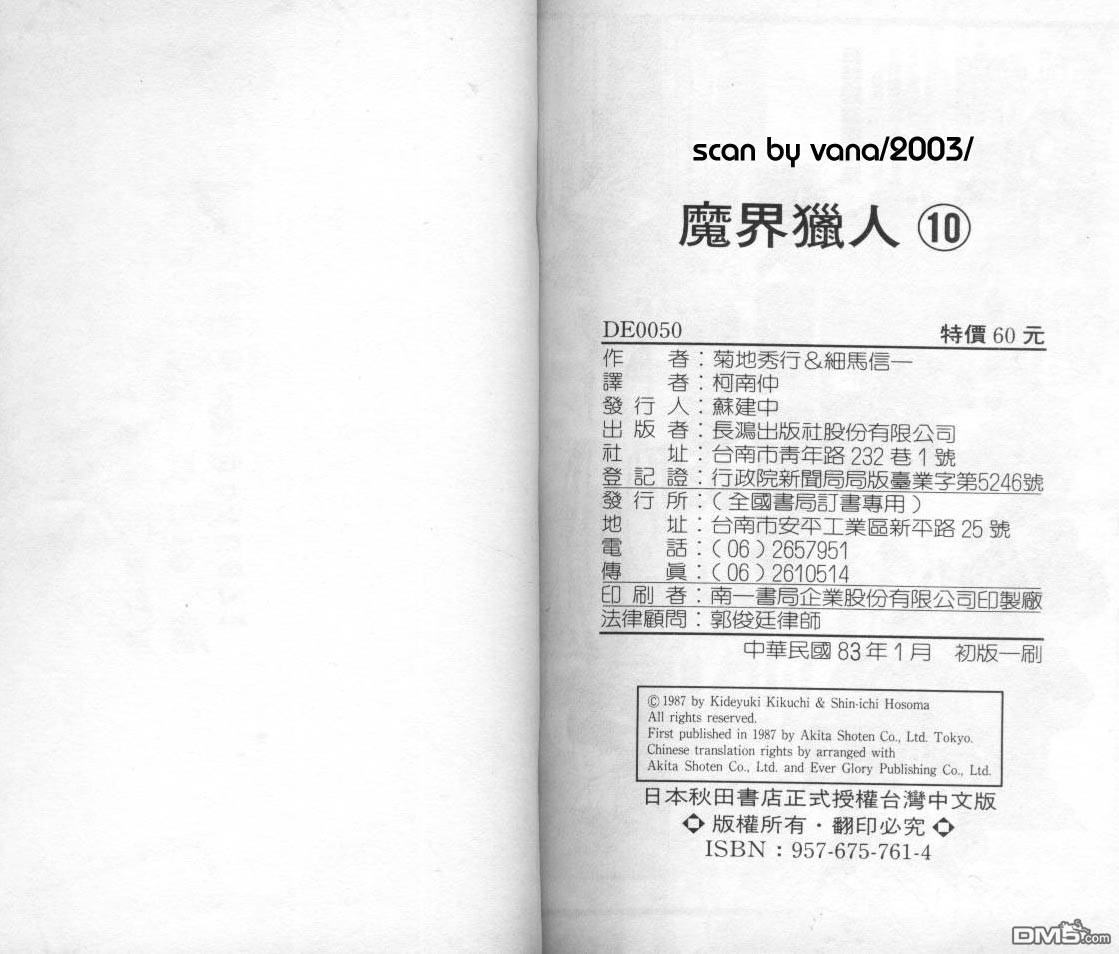 scan by vana/2003/
魔界獵人 ⑩
DE0050 特價 60 元
作者：菊地秀行＆細馬信一
譯者：柯南仲
發行人：蘇建中
出版者：長鴻出版社股份有限公司
社址：台南市青年路 232 巷 1 號
登記證：行政院新聞局局版臺業字第5246號
發行所：（全國書局訂書專用）
地址：台南市安平工業區新平路 25 號
電話：（06）2657951
傳眞：（06）2610514
印刷者：南一書局企業股份有限公司印製廠
法律顧問：郭俊廷律師
中華民國 83 年 1 月 初版一刷
© 1987 by Kideyuki Kikuchi & Shin-ichi Hosoma
All rights reserved.
First published in 1987 by Akita Shoten Co., Ltd. Tokyo.
Chinese translation rights by arranged with
Akita Shoten Co., Ltd. and Ever Glory Publishing Co., Ltd.
日本秋田書店正式授權台灣中文版
版權所有・翻印必究
ISBN：957-675-761-4
DM5.com